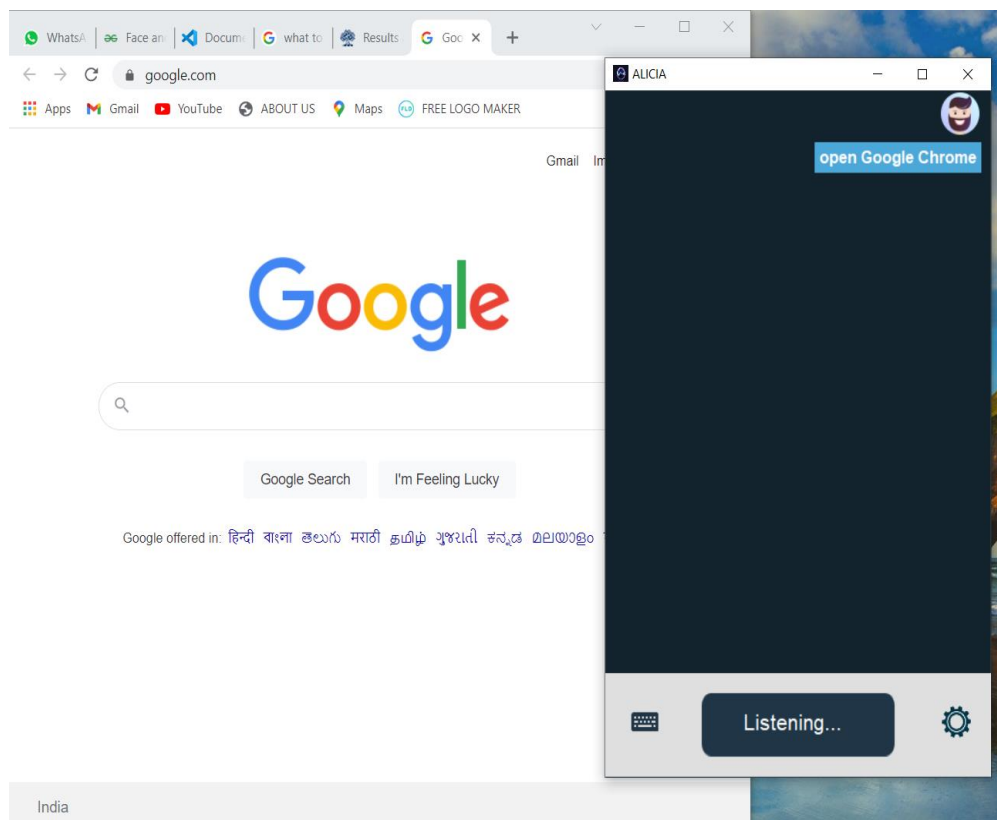 WhatsA Face an Docume what to Results Goo
google.com
Apps Gmail YouTube ABOUT US Maps FREE LOGO MAKER
Gmail Im
Google
Google Search I'm Feeling Lucky
Google offered in: हिन्दी বাংলা తెలుగు मराठी தமிழ் ગુજરાતી ಕನ್ನಡ മലയാളം
India
ALICIA
open Google Chrome
Listening...